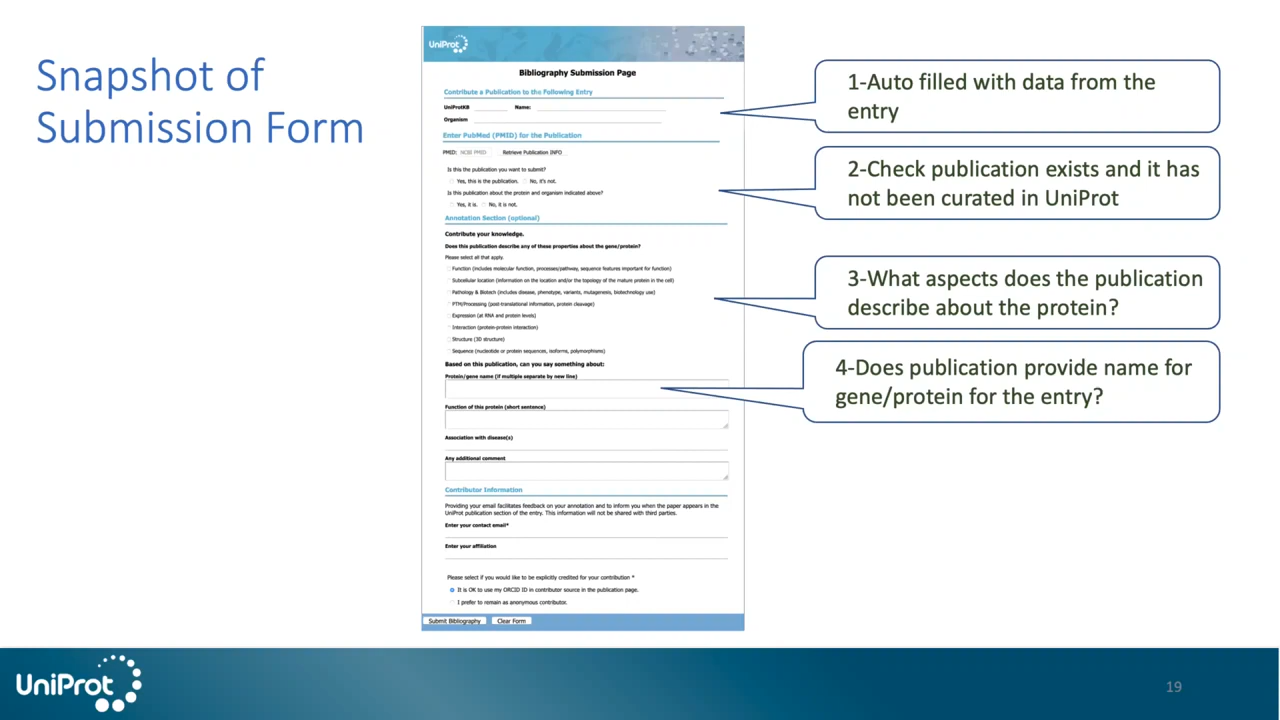 Snapshot of
Submission Form
UniProt
Bibliography Submission Page
Contribute a Publication to the Following Entry
UniProtKB Name:
Organism
Enter PubMed (PMID) for the Publication
PMID: NCBI PMID Retrieve Publication INFO
Is this the publication you want to submit?
Yes, this is the publication. No, it's not.
Is this publication about the protein and organism indicated above?
Yes, it is. No, it is not.
Annotation Section (optional)
Contribute your knowledge.
Does this publication describe any of these properties about the gene/protein?
Please select all that apply.
Function (includes molecular function, processes/pathway, sequence features important for function)
Subcellular location (information on the location and/or the topology of the mature protein in the cell)
Pathology & Biotech (includes disease, phenotype, variants, mutagenesis, biotechnology use)
PTM/Processing (post-translational information, protein cleavage)
Expression (at RNA and protein levels)
Interaction (protein-protein interaction)
Structure (3D structure)
Sequence (nucleotide or protein sequences, isoforms, polymorphisms)
Based on this publication, can you say something about:
Protein/gene name (if multiple separate by new line)
Function of this protein (short sentence)
Association with disease(s)
Any additional comment
Contributor Information
Providing your email facilitates feedback on your annotation and to inform you when the paper appears in the
UniProt publication section of the entry. This information will not be shared with third parties.
Enter your contact email*
Enter your affiliation
Please select if you would like to be explicitly credited for your contribution *
It is OK to use my ORCID ID in contributor source in the publication page.
I prefer to remain as anonymous contributor.
Submit Bibliography Clear Form
1-Auto filled with data from the
entry
2-Check publication exists and it has
not been curated in UniProt
3-What aspects does the publication
describe about the protein?
4-Does publication provide name for
gene/protein for the entry?
UniProt
19